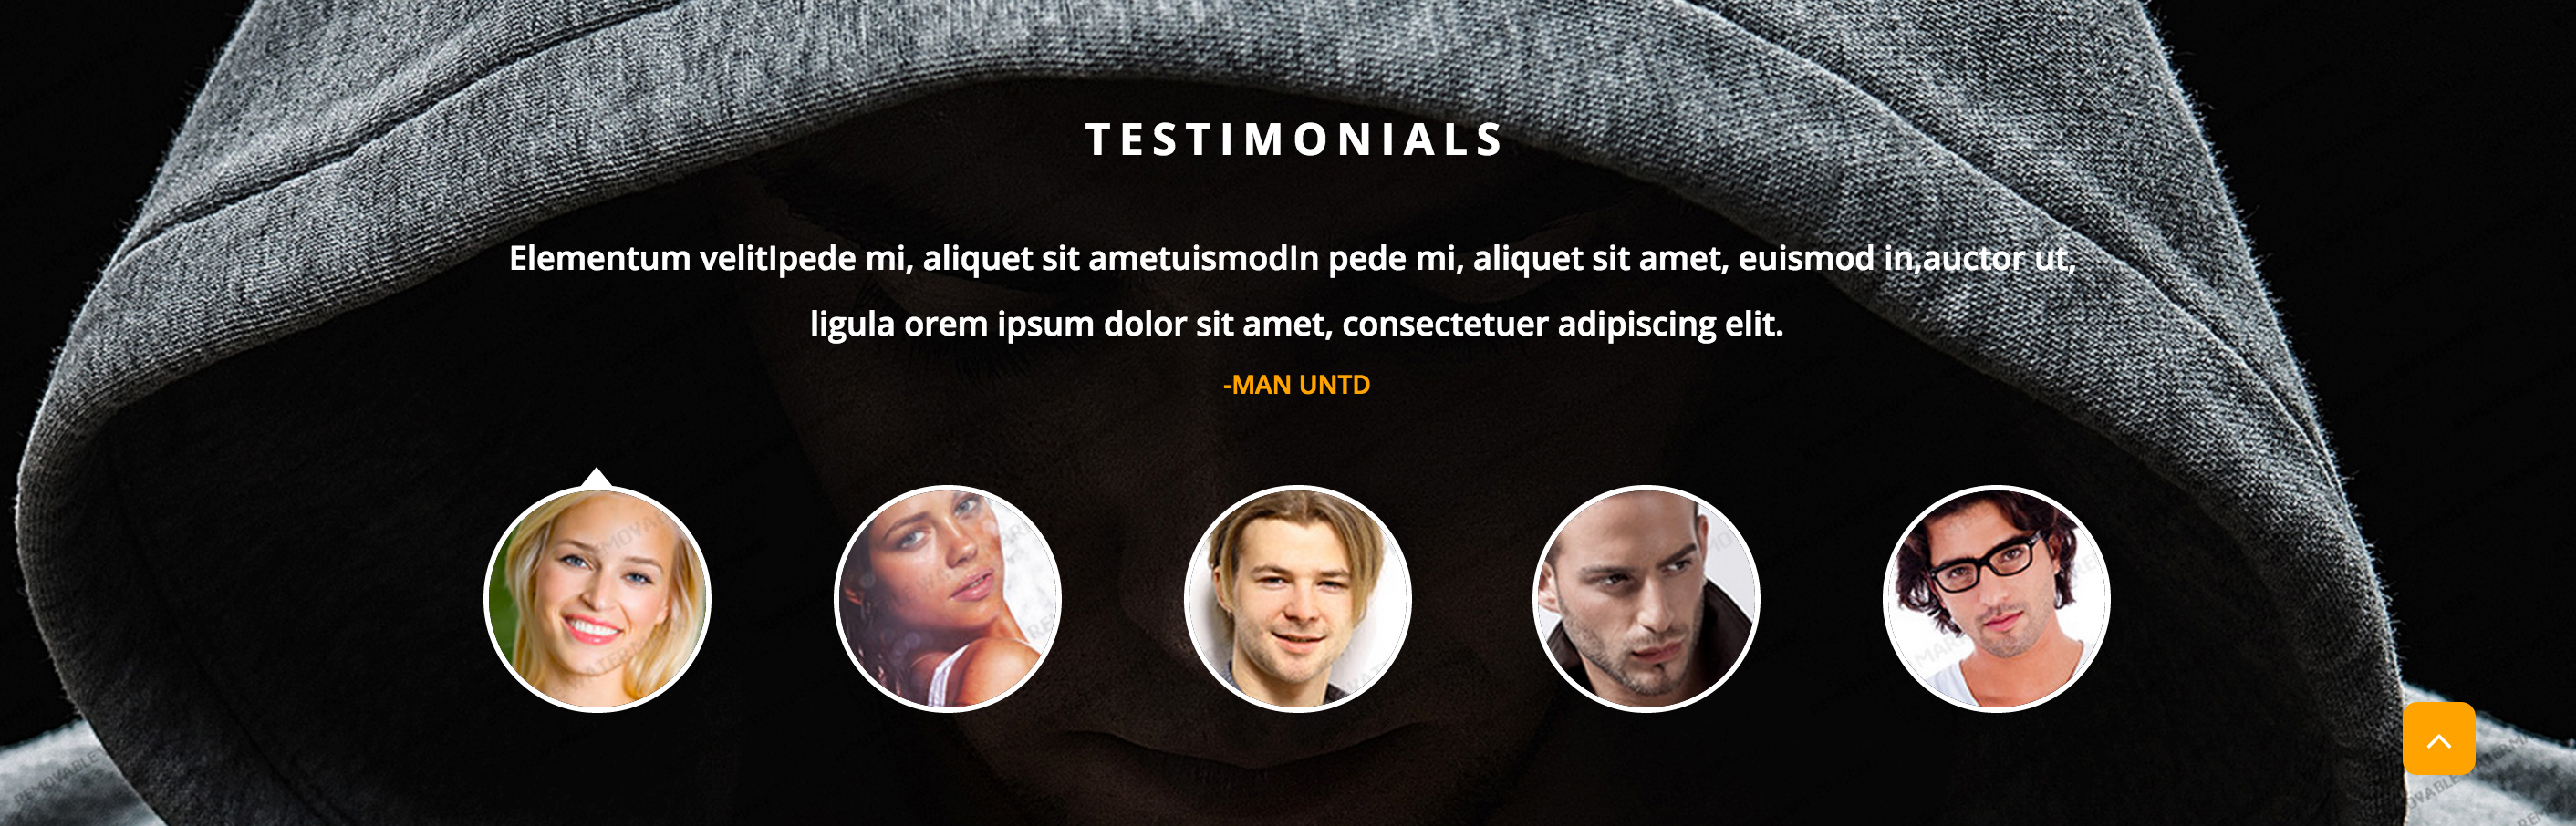 TESTIMONIALS
Elementum velitIpede mi, aliquet sit ametuismodIn pede mi, aliquet sit amet, euismod in,auctor ut,
ligula orem ipsum dolor sit amet, consectetuer adipiscing elit.
-MAN UNTD